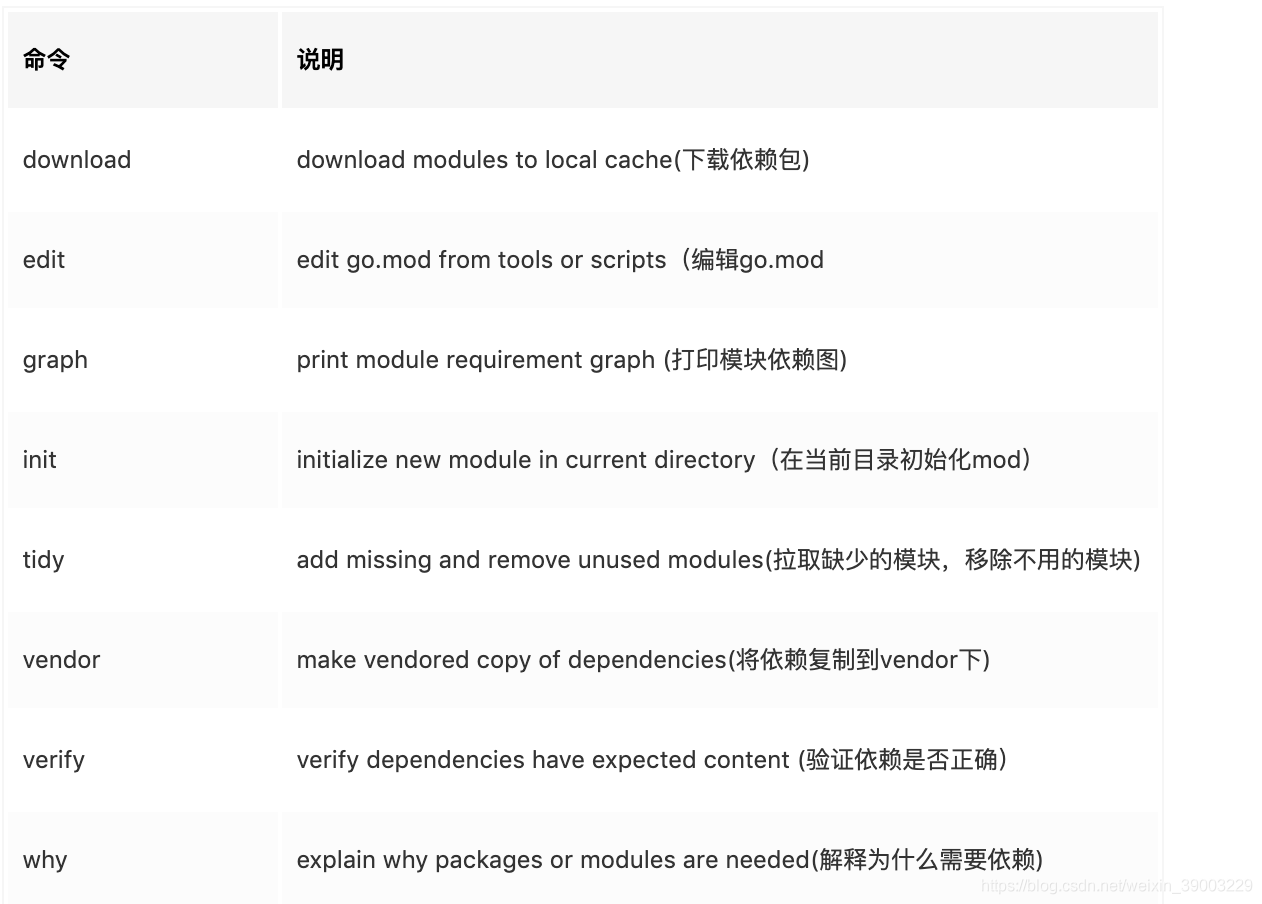 命令 说明
download download modules to local cache(下载依赖包)
edit edit go.mod from tools or scripts（编辑go.mod
graph print module requirement graph (打印模块依赖图)
init initialize new module in current directory（在当前目录初始化mod）
tidy add missing and remove unused modules(拉取缺少的模块，移除不用的模块)
vendor make vendored copy of dependencies(将依赖复制到vendor下)
verify verify dependencies have expected content (验证依赖是否正确）
why explain why packages or modules are needed(解释为什么需要依赖)
https://blog.csdn.net/weixin_39003229